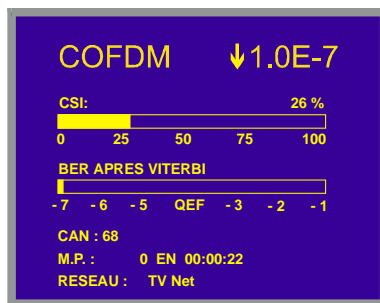 COFDM ↓1.0E-7
CSI: 26 %
0 25 50 75 100
BER APRES VITERBI
- 7 - 6 - 5 QEF - 3 - 2 - 1
CAN : 68
M.P. : 0 EN 00:00:22
RESEAU : TV Net